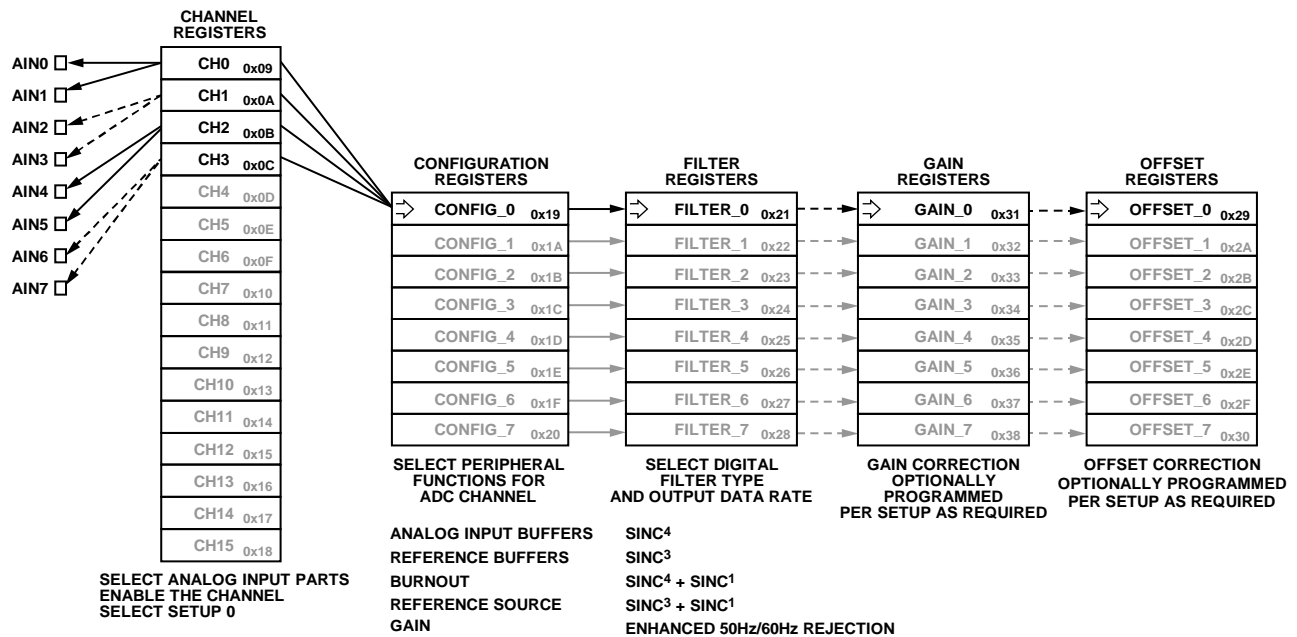 CHANNEL
REGISTERS
AIN0
AIN1
AIN2
AIN3
AIN4
AIN5
AIN6
AIN7
CH0 0x09
CH1 0x0A
CH2 0x0B
CH3 0x0C
CH4 0x0D
CH5 0x0E
CH6 0x0F
CH7 0x10
CH8 0x11
CH9 0x12
CH10 0x13
CH11 0x14
CH12 0x15
CH13 0x16
CH14 0x17
CH15 0x18
SELECT ANALOG INPUT PARTS
ENABLE THE CHANNEL
SELECT SETUP 0
CONFIGURATION
REGISTERS
CONFIG_0 0x19
CONFIG_1 0x1A
CONFIG_2 0x1B
CONFIG_3 0x1C
CONFIG_4 0x1D
CONFIG_5 0x1E
CONFIG_6 0x1F
CONFIG_7 0x20
SELECT PERIPHERAL
FUNCTIONS FOR
ADC CHANNEL
ANALOG INPUT BUFFERS
REFERENCE BUFFERS
BURNOUT
REFERENCE SOURCE
GAIN
FILTER
REGISTERS
FILTER_0 0x21
FILTER_1 0x22
FILTER_2 0x23
FILTER_3 0x24
FILTER_4 0x25
FILTER_5 0x26
FILTER_6 0x27
FILTER_7 0x28
SELECT DIGITAL
FILTER TYPE
AND OUTPUT DATA RATE
SINC⁴
SINC³
SINC⁴ + SINC¹
SINC³ + SINC¹
ENHANCED 50Hz/60Hz REJECTION
GAIN
REGISTERS
GAIN_0 0x31
GAIN_1 0x32
GAIN_2 0x33
GAIN_3 0x34
GAIN_4 0x35
GAIN_5 0x36
GAIN_6 0x37
GAIN_7 0x38
GAIN CORRECTION
OPTIONALLY
PROGRAMMED
PER SETUP AS REQUIRED
OFFSET
REGISTERS
OFFSET_0 0x29
OFFSET_1 0x2A
OFFSET_2 0x2B
OFFSET_3 0x2C
OFFSET_4 0x2D
OFFSET_5 0x2E
OFFSET_6 0x2F
OFFSET_7 0x30
OFFSET CORRECTION
OPTIONALLY PROGRAMMED
PER SETUP AS REQUIRED